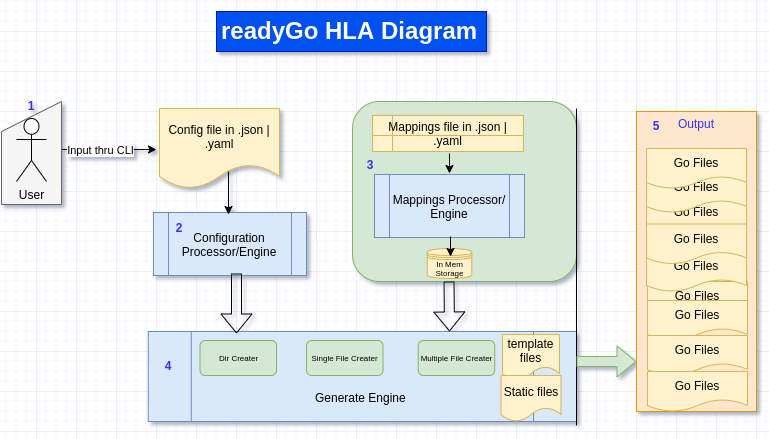 readyGo HLA Diagram
1
User
Input thru CLI
Config file in .json |
.yaml
2
Configuration
Processor/Engine
Mappings file in .json |
.yaml
3
Mappings Processor/
Engine
In Mem
Storage
4
Dir Creater
Single File Creater
Multiple File Creater
template
files
Static files
Generate Engine
5
Output
Go Files
Go Files
Go Files
Go Files
Go Files
Go Files
Go Files
Go Files
Go Files